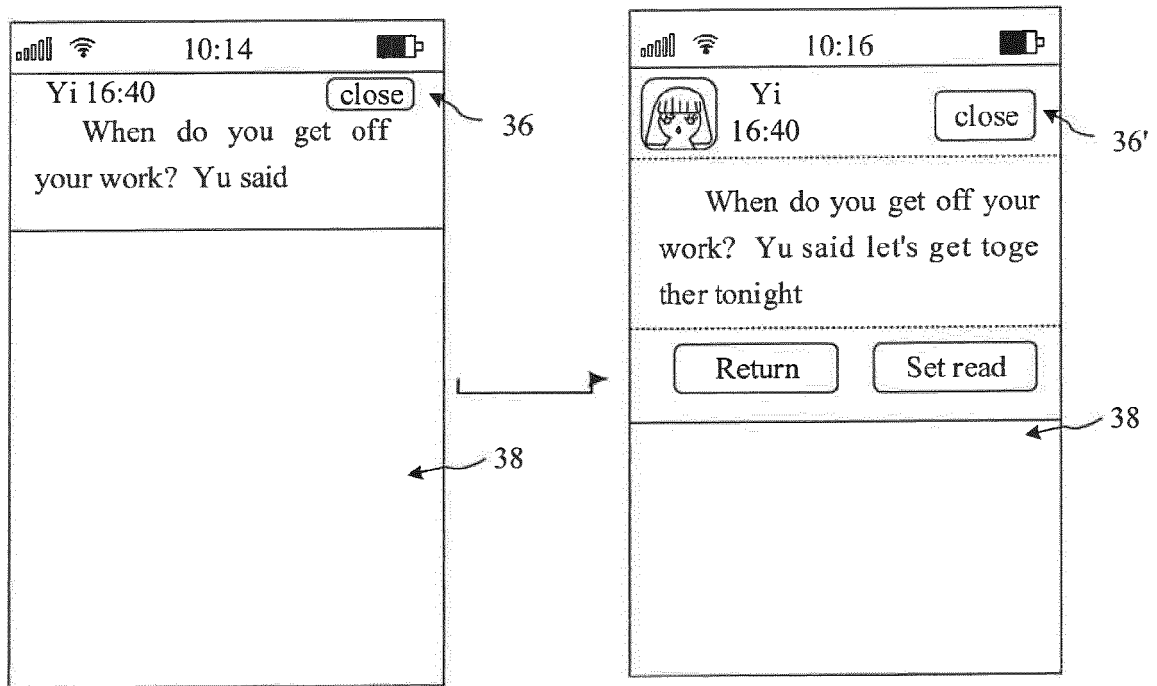 10:14
Yi 16:40
close
When do you get off
your work? Yu said
36
38
10:16
Yi
16:40
close
36'
When do you get off your
work? Yu said let's get toge
ther tonight
Return
Set read
38